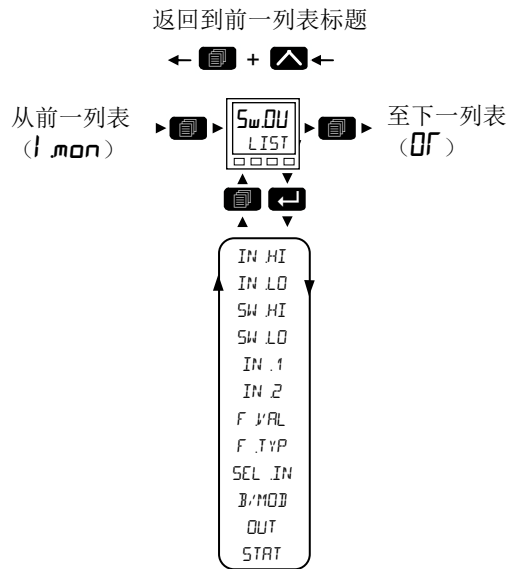 返回到前一列表标题
+
从前一列表
（I.mon）
Sw.OV
LIST
至下一列表
（OR）
IN.HI
IN.LO
SW.HI
SW.LO
IN.1
IN.2
F.VAL
F.TYP
SEL.IN
B/MOD
OUT
STAT